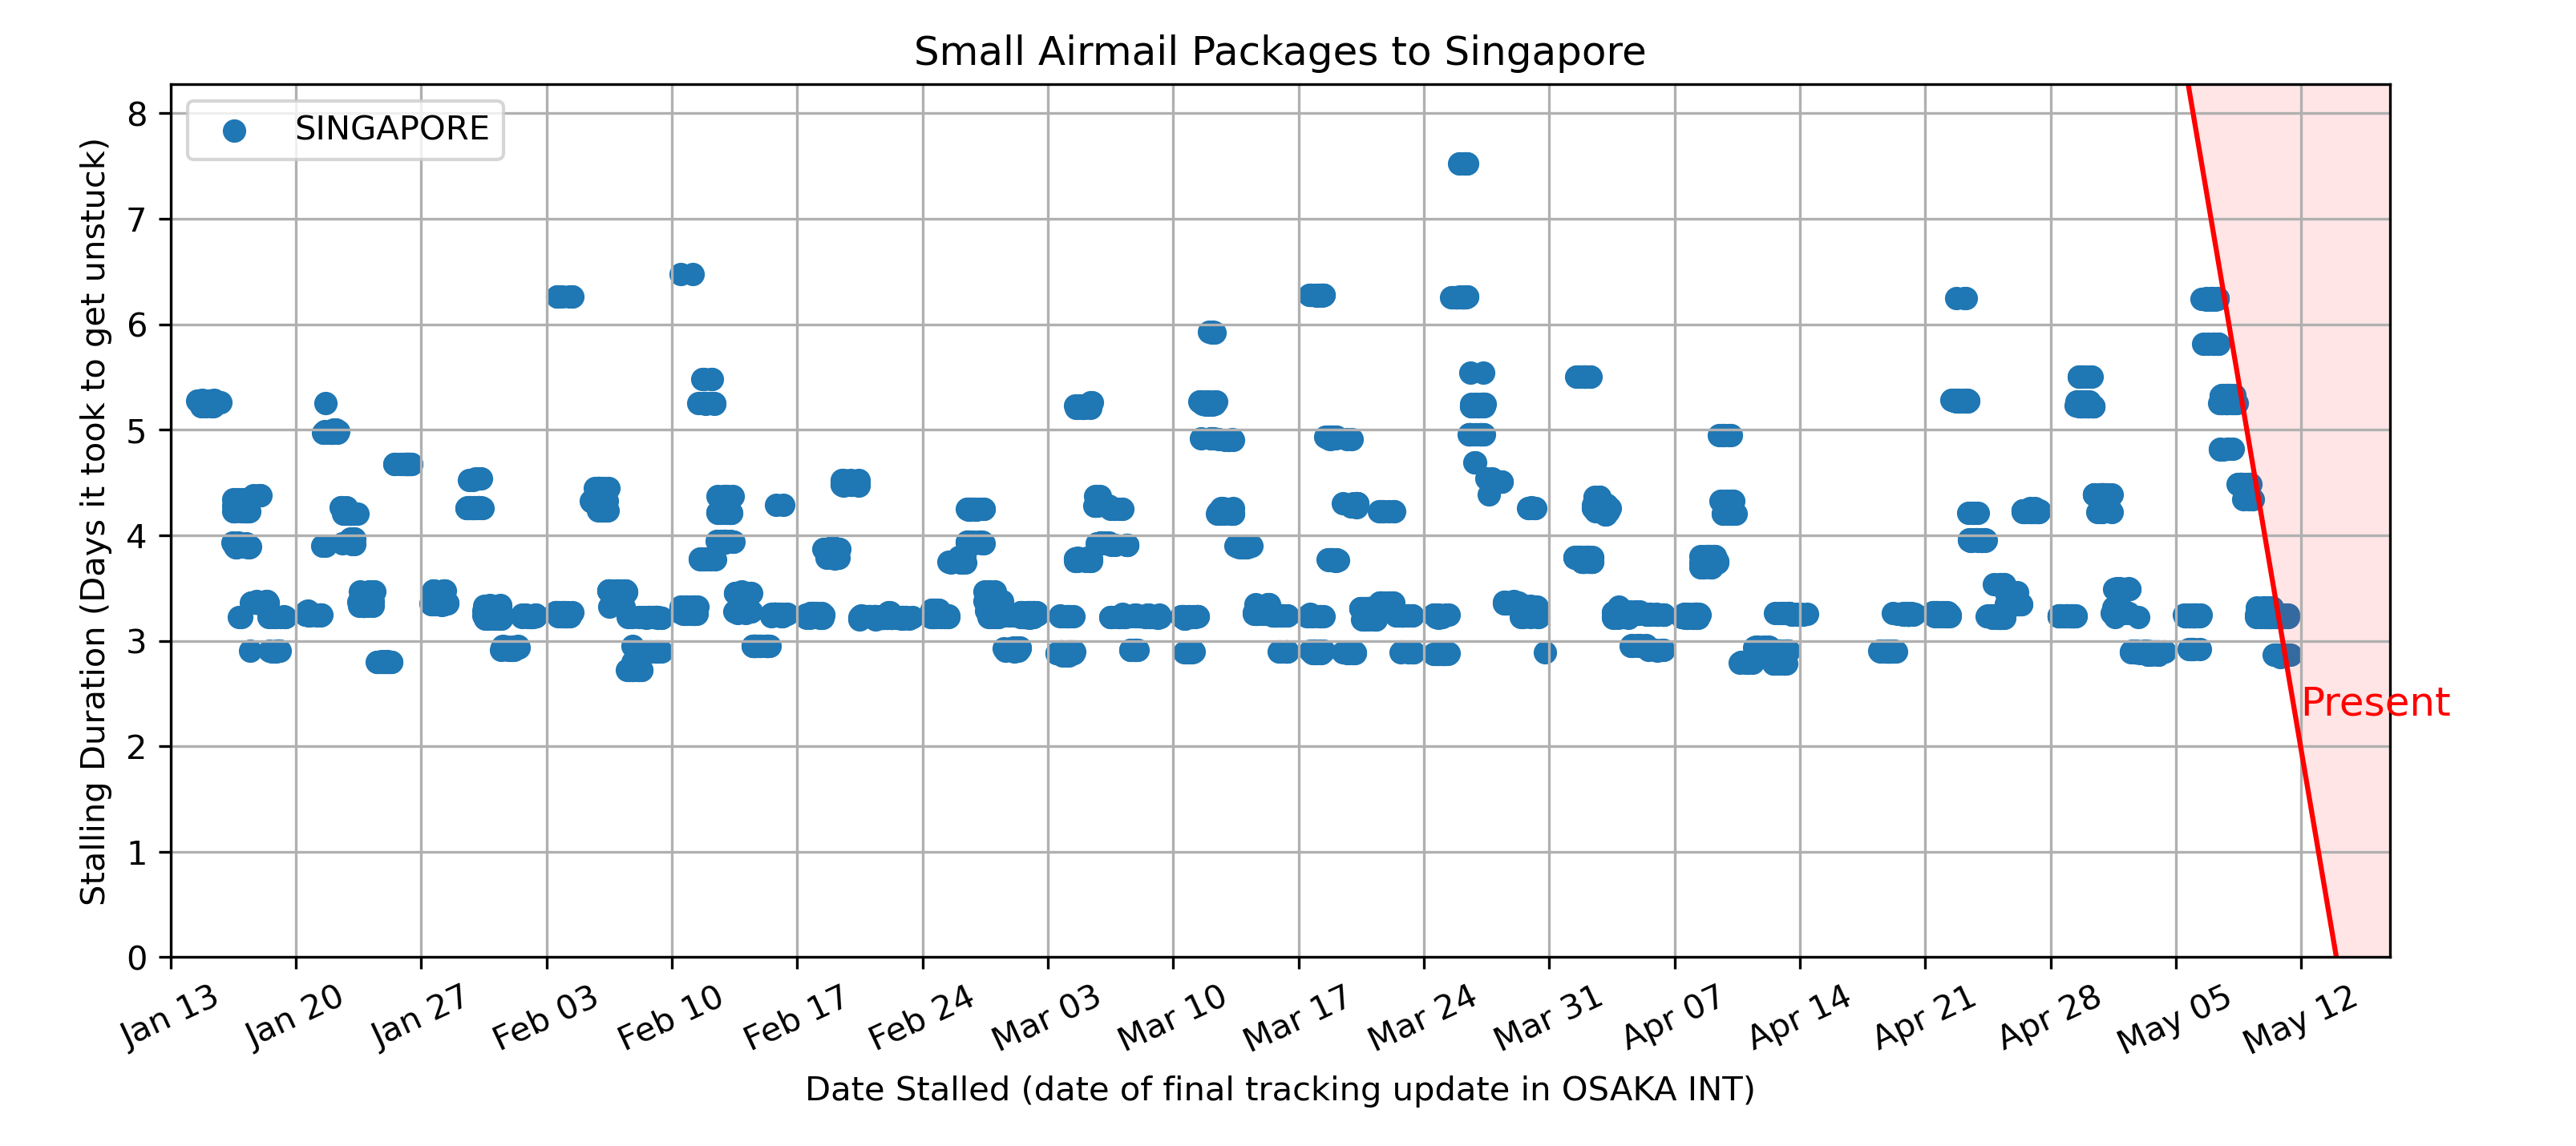 Small Airmail Packages to Singapore
SINGAPORE
Stalling Duration (Days it took to get unstuck)
8
7
6
5
4
3
2
1
0
Present
Jan 13
Jan 20
Jan 27
Feb 03
Feb 10
Feb 17
Feb 24
Mar 03
Mar 10
Mar 17
Mar 24
Mar 31
Apr 07
Apr 14
Apr 21
Apr 28
May 05
May 12
Date Stalled (date of final tracking update in OSAKA INT)